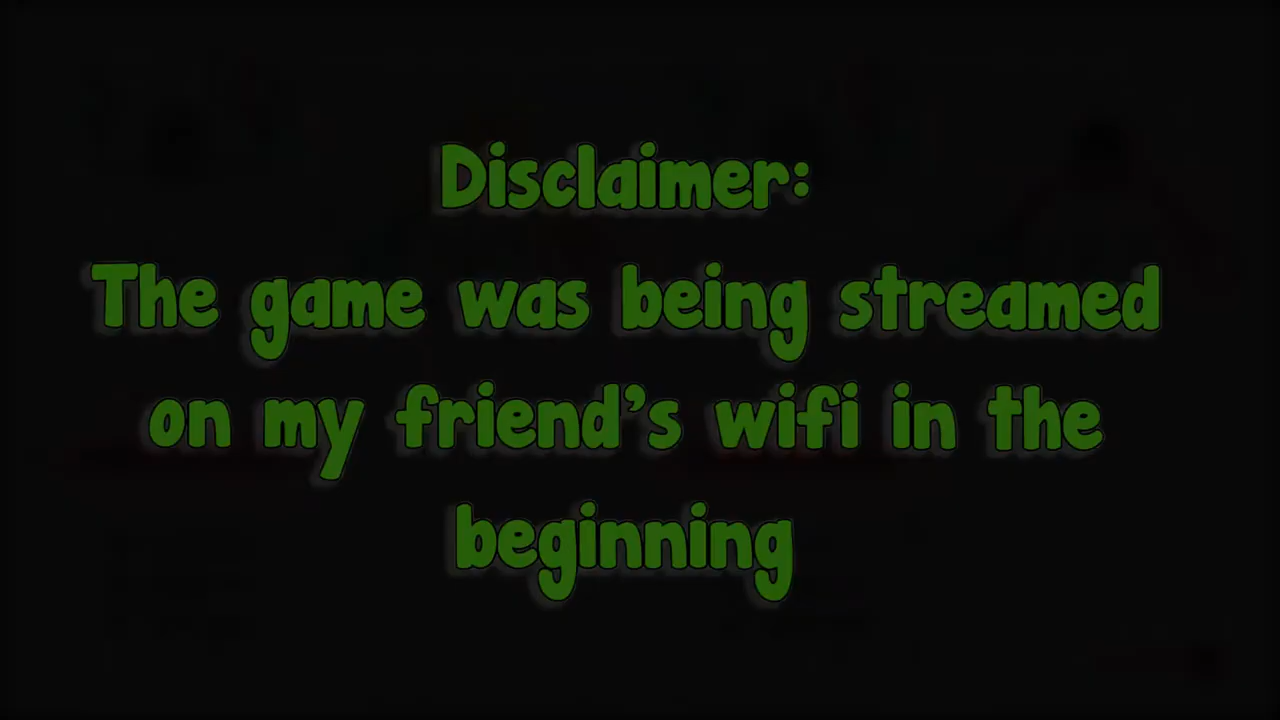 Disclaimer:
The game was being streamed
on my friend's wifi in the
beginning